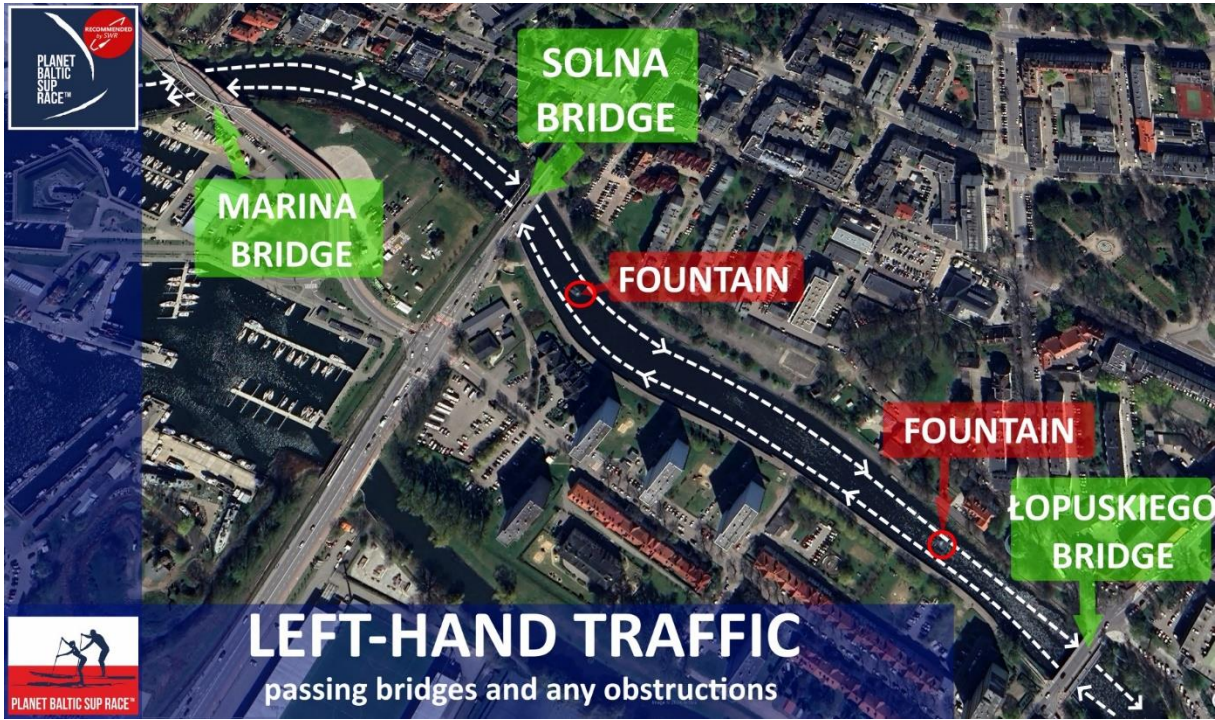 RECOMMENDED
by SWR
PLANET
BALTIC
SUP
RACE™
SOLNA
BRIDGE
MARINA
BRIDGE
FOUNTAIN
FOUNTAIN
ŁOPUSKIEGO
BRIDGE
LEFT-HAND TRAFFIC
passing bridges and any obstructions
PLANET BALTIC SUP RACE™